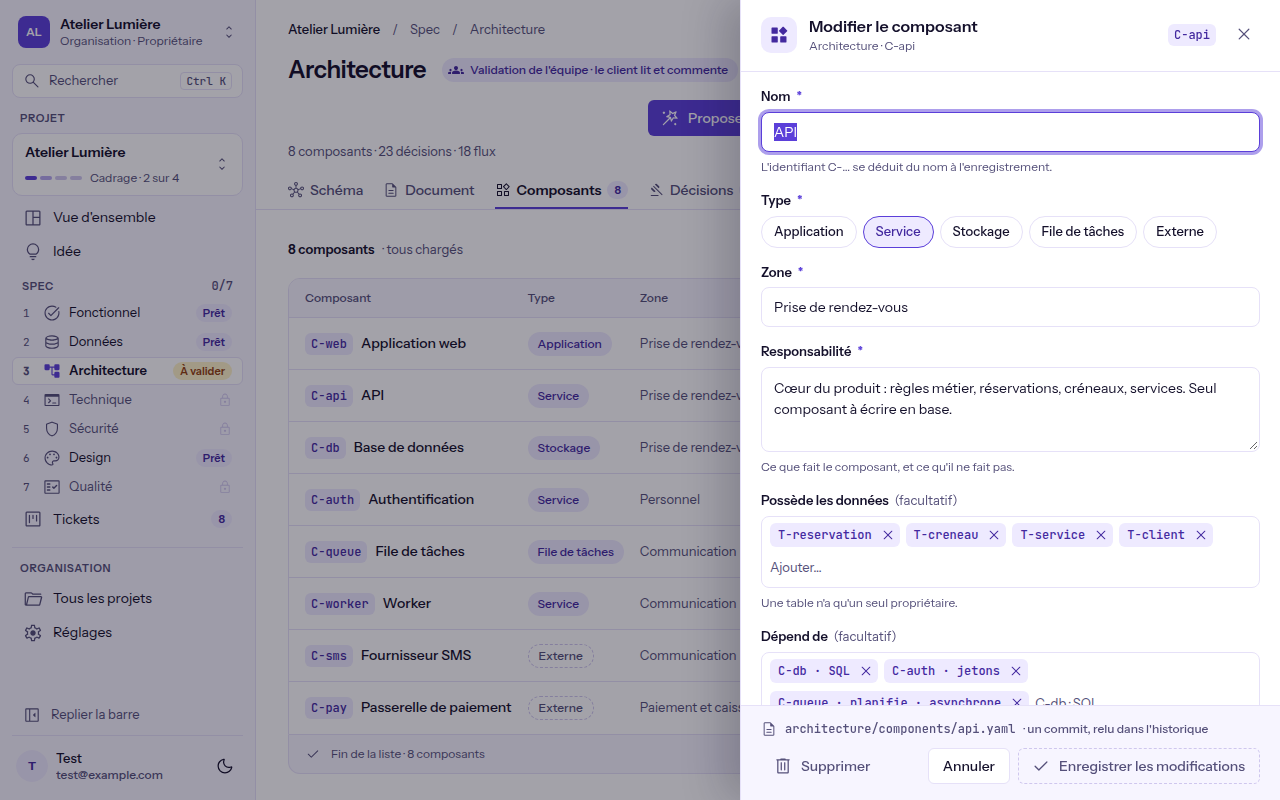 AL
Atelier Lumière
Organisation · Propriétaire
Rechercher
Ctrl K
PROJET
Atelier Lumière
Cadrage · 2 sur 4
Vue d'ensemble
Idée
SPEC 0/7
1 Fonctionnel Prêt
2 Données Prêt
3 Architecture À valider
4 Technique
5 Sécurité
6 Design Prêt
7 Qualité
Tickets 8
ORGANISATION
Tous les projets
Réglages
Replier la barre
T
Test
test@example.com
Atelier Lumière / Spec / Architecture
Architecture
Validation de l'équipe · le client lit et commente
Propose
8 composants · 23 décisions · 18 flux
Schéma
Document
Composants 8
Décisions
8 composants · tous chargés
Composant Type Zone
C-web Application web Application Prise de rendez-v
C-api API Service Prise de rendez-v
C-db Base de données Stockage Prise de rendez-v
C-auth Authentification Service Personnel
C-queue File de tâches File de tâches Communication
C-worker Worker Service Communication
C-sms Fournisseur SMS Externe Communication
C-pay Passerelle de paiement Externe Paiement et caiss
Fin de la liste · 8 composants
Modifier le composant
Architecture · C-api
C-api
Nom *
API
L'identifiant C-… se déduit du nom à l'enregistrement.
Type *
Application
Service
Stockage
File de tâches
Externe
Zone *
Prise de rendez-vous
Responsabilité *
Cœur du produit : règles métier, réservations, créneaux, services. Seul
composant à écrire en base.
Ce que fait le composant, et ce qu'il ne fait pas.
Possède les données (facultatif)
T-reservation
T-creneau
T-service
T-client
Ajouter…
Une table n'a qu'un seul propriétaire.
Dépend de (facultatif)
C-db · SQL
C-auth · jetons
C-queue · planifie · asynchrone
C-db · SQL
architecture/components/api.yaml · un commit, relu dans l'historique
Supprimer
Annuler
Enregistrer les modifications